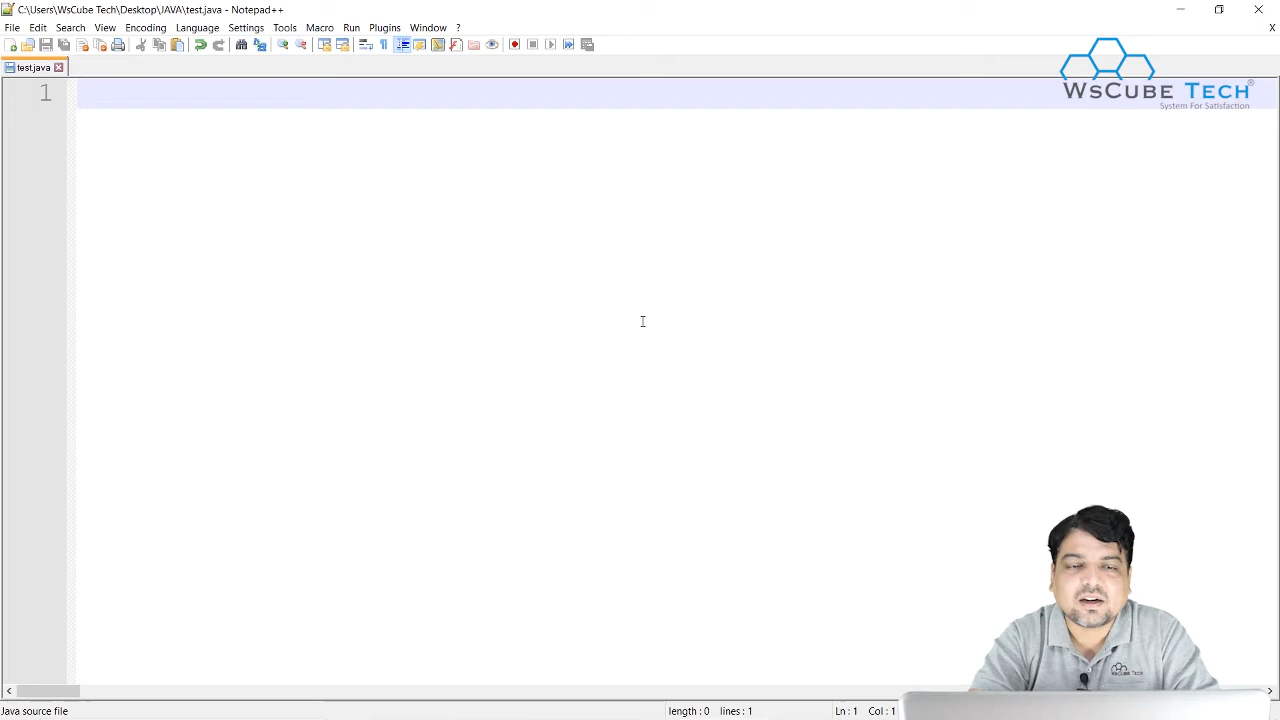 C:\Users\WsCube Tech\Desktop\JAVA\test.java - Notepad++
File Edit Search View Encoding Language Settings Tools Macro Run Plugins Window ? X
test.java
1
WsCube Tech®
System For Satisfaction
WsCube Tech
Java source file length : 0 lines : 1 Ln : 1 Col : 1